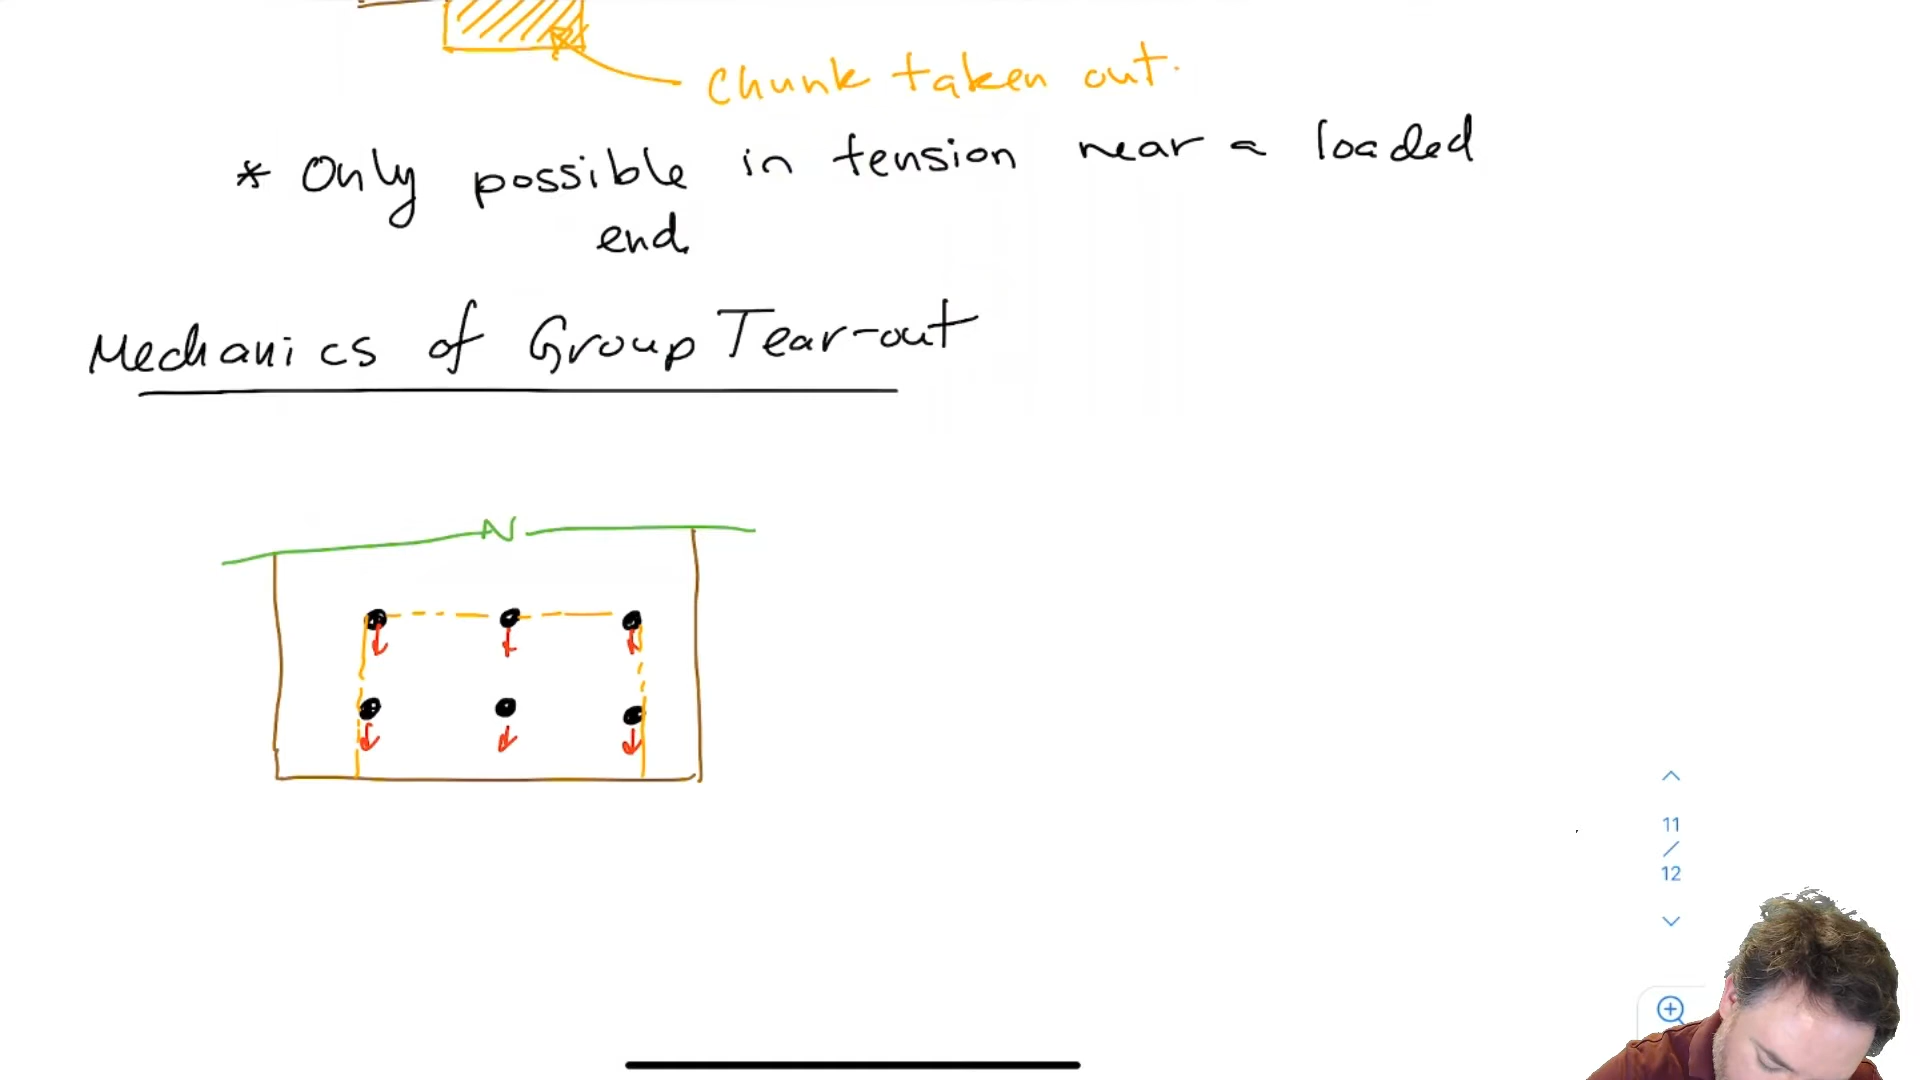 Chunk taken out.
* Only possible in tension near a loaded
end.
Mechanics of Group Tear-out
11
/
12